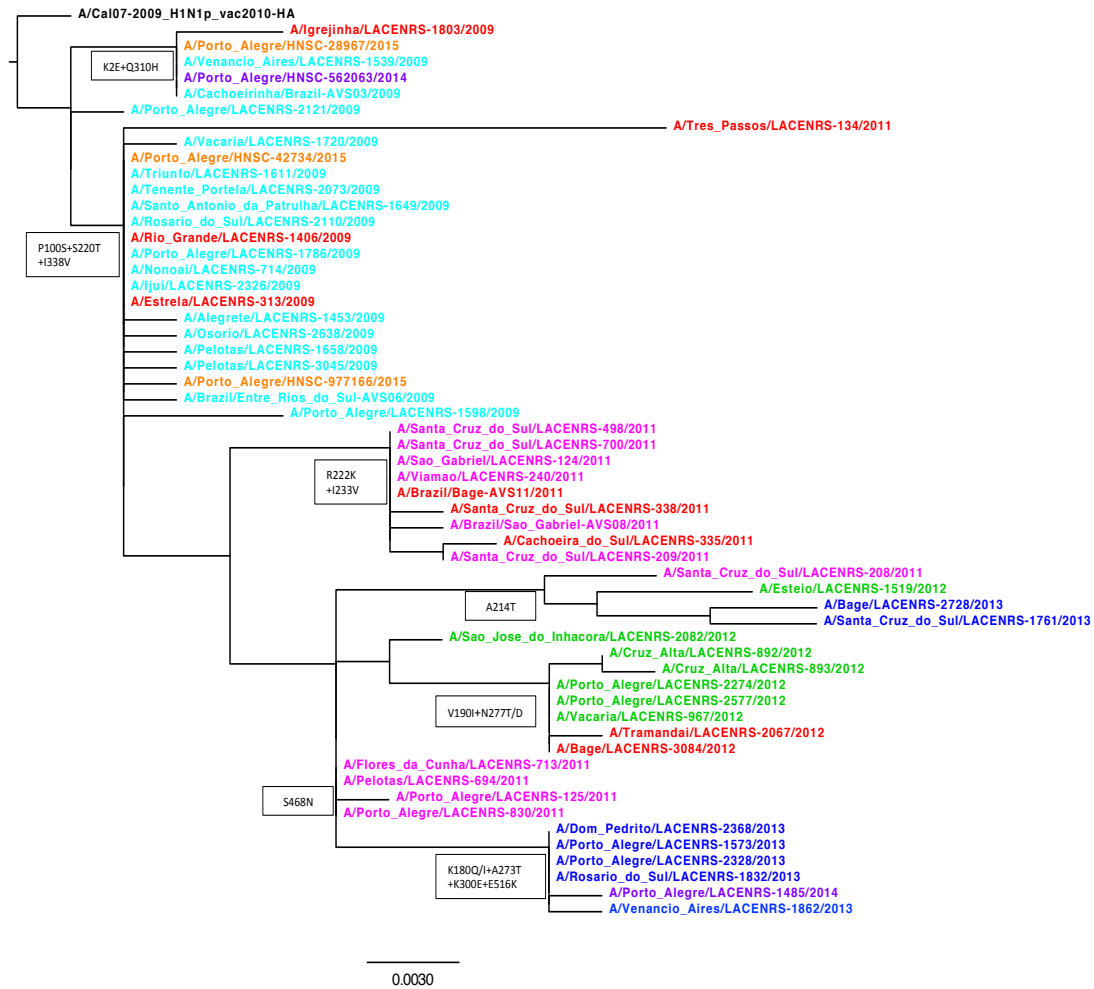 A/Cal07-2009_H1N1p_vac2010-HA
A/Igrejinha/LACENRS-1803/2009
A/Porto_Alegre/HNSC-28967/2015
A/Venancio_Aires/LACENRS-1539/2009
K2E+Q310H
A/Porto_Alegre/HNSC-562063/2014
A/Cachoeirinha/Brazil-AVS03/2009
A/Porto_Alegre/LACENRS-2121/2009
A/Tres_Passos/LACENRS-134/2011
A/Vacaria/LACENRS-1720/2009
A/Porto_Alegre/HNSC-42734/2015
A/Triunfo/LACENRS-1611/2009
A/Tenente_Portela/LACENRS-2073/2009
A/Santo_Antonio_da_Patrulha/LACENRS-1649/2009
A/Rosario_do_Sul/LACENRS-2110/2009
A/Rio_Grande/LACENRS-1406/2009
P100S+S220T
+I338V
A/Porto_Alegre/LACENRS-1786/2009
A/Nonoai/LACENRS-714/2009
A/Ijui/LACENRS-2326/2009
A/Estrela/LACENRS-313/2009
A/Alegrete/LACENRS-1453/2009
A/Osorio/LACENRS-2638/2009
A/Pelotas/LACENRS-1658/2009
A/Pelotas/LACENRS-3045/2009
A/Porto_Alegre/HNSC-977166/2015
A/Brazil/Entre_Rios_do_Sul-AVS06/2009
A/Porto_Alegre/LACENRS-1598/2009
A/Santa_Cruz_do_Sul/LACENRS-498/2011
A/Santa_Cruz_do_Sul/LACENRS-700/2011
A/Sao_Gabriel/LACENRS-124/2011
R222K
+I233V
A/Viamao/LACENRS-240/2011
A/Brazil/Bage-AVS11/2011
A/Santa_Cruz_do_Sul/LACENRS-338/2011
A/Brazil/Sao_Gabriel-AVS08/2011
A/Cachoeira_do_Sul/LACENRS-335/2011
A/Santa_Cruz_do_Sul/LACENRS-209/2011
A/Santa_Cruz_do_Sul/LACENRS-208/2011
A/Esteio/LACENRS-1519/2012
A214T
A/Bage/LACENRS-2728/2013
A/Santa_Cruz_do_Sul/LACENRS-1761/2013
A/Sao_Jose_do_Inhacora/LACENRS-2082/2012
A/Cruz_Alta/LACENRS-892/2012
A/Cruz_Alta/LACENRS-893/2012
A/Porto_Alegre/LACENRS-2274/2012
A/Porto_Alegre/LACENRS-2577/2012
V190I+N277T/D
A/Vacaria/LACENRS-967/2012
A/Tramandai/LACENRS-2067/2012
A/Bage/LACENRS-3084/2012
A/Flores_da_Cunha/LACENRS-713/2011
A/Pelotas/LACENRS-694/2011
A/Porto_Alegre/LACENRS-125/2011
S468N
A/Porto_Alegre/LACENRS-830/2011
A/Dom_Pedrito/LACENRS-2368/2013
A/Porto_Alegre/LACENRS-1573/2013
A/Porto_Alegre/LACENRS-2328/2013
K180Q/I+A273T
+K300E+E516K
A/Rosario_do_Sul/LACENRS-1832/2013
A/Porto_Alegre/LACENRS-1485/2014
A/Venancio_Aires/LACENRS-1862/2013
0.0030